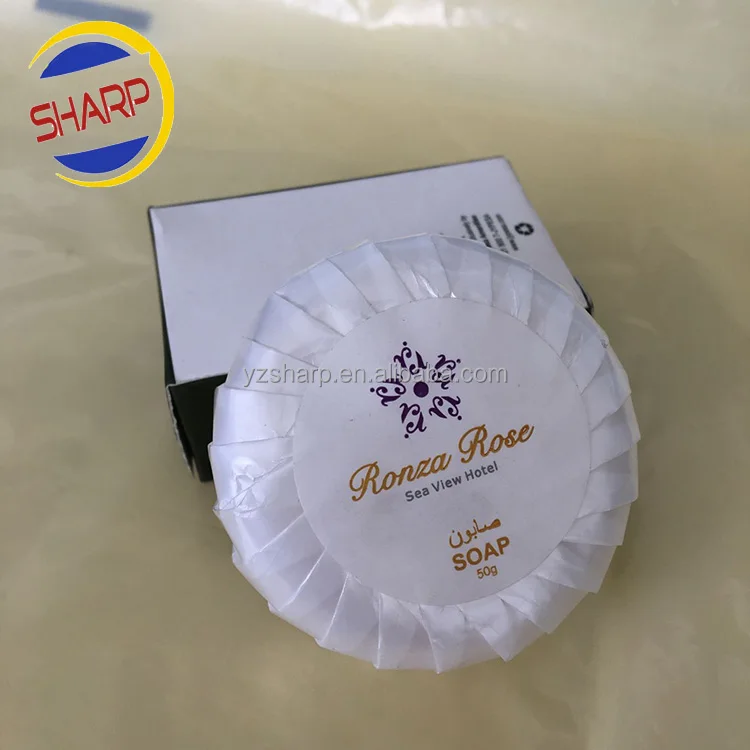 SHARP
yzsharp.en.alibaba.com
Ronza Rose
Sea View Hotel
صابون
SOAP
50g